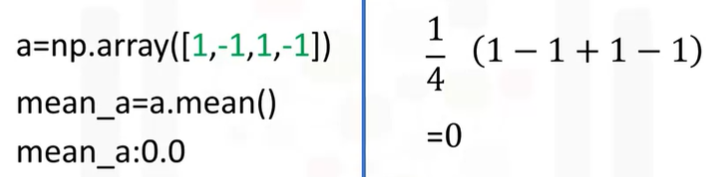 a=np.array([1,-1,1,-1])
mean_a=a.mean()
mean_a:0.0
1/4 (1 − 1 + 1 − 1)
=0